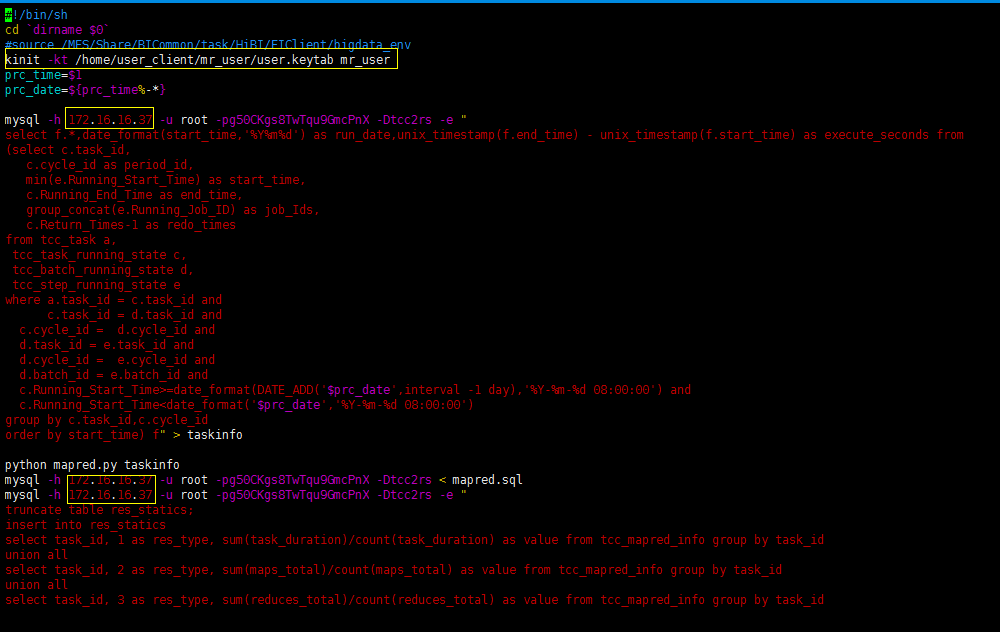 #!/bin/sh
cd `dirname $0`
#source /MFS/Share/BICommon/task/HiBI/FIClient/bigdata_env
kinit -kt /home/user_client/mr_user/user.keytab mr_user
prc_time=$1
prc_date=${prc_time%-*}
mysql -h 172.16.16.37 -u root -pg50CKgs8TwTqu9GmcPnX -Dtcc2rs -e "
select f.*,date_format(start_time,'%Y%m%d') as run_date,unix_timestamp(f.end_time) - unix_timestamp(f.start_time) as execute_seconds from
(select c.task_id,
c.cycle_id as period_id,
min(e.Running_Start_Time) as start_time,
c.Running_End_Time as end_time,
group_concat(e.Running_Job_ID) as job_Ids,
c.Return_Times-1 as redo_times
from tcc_task a,
tcc_task_running_state c,
tcc_batch_running_state d,
tcc_step_running_state e
where a.task_id = c.task_id and
c.task_id = d.task_id and
c.cycle_id =  d.cycle_id and
d.task_id = e.task_id and
d.cycle_id =  e.cycle_id and
d.batch_id = e.batch_id and
c.Running_Start_Time>=date_format(DATE_ADD('$prc_date',interval -1 day),'%Y-%m-%d 08:00:00') and
c.Running_Start_Time<date_format('$prc_date','%Y-%m-%d 08:00:00')
group by c.task_id,c.cycle_id
order by start_time) f" > taskinfo
python mapred.py taskinfo
mysql -h 172.16.16.37 -u root -pg50CKgs8TwTqu9GmcPnX -Dtcc2rs < mapred.sql
mysql -h 172.16.16.37 -u root -pg50CKgs8TwTqu9GmcPnX -Dtcc2rs -e "
truncate table res_statics;
insert into res_statics
select task_id, 1 as res_type, sum(task_duration)/count(task_duration) as value from tcc_mapred_info group by task_id
union all
select task_id, 2 as res_type, sum(maps_total)/count(maps_total) as value from tcc_mapred_info group by task_id
union all
select task_id, 3 as res_type, sum(reduces_total)/count(reduces_total) as value from tcc_mapred_info group by task_id